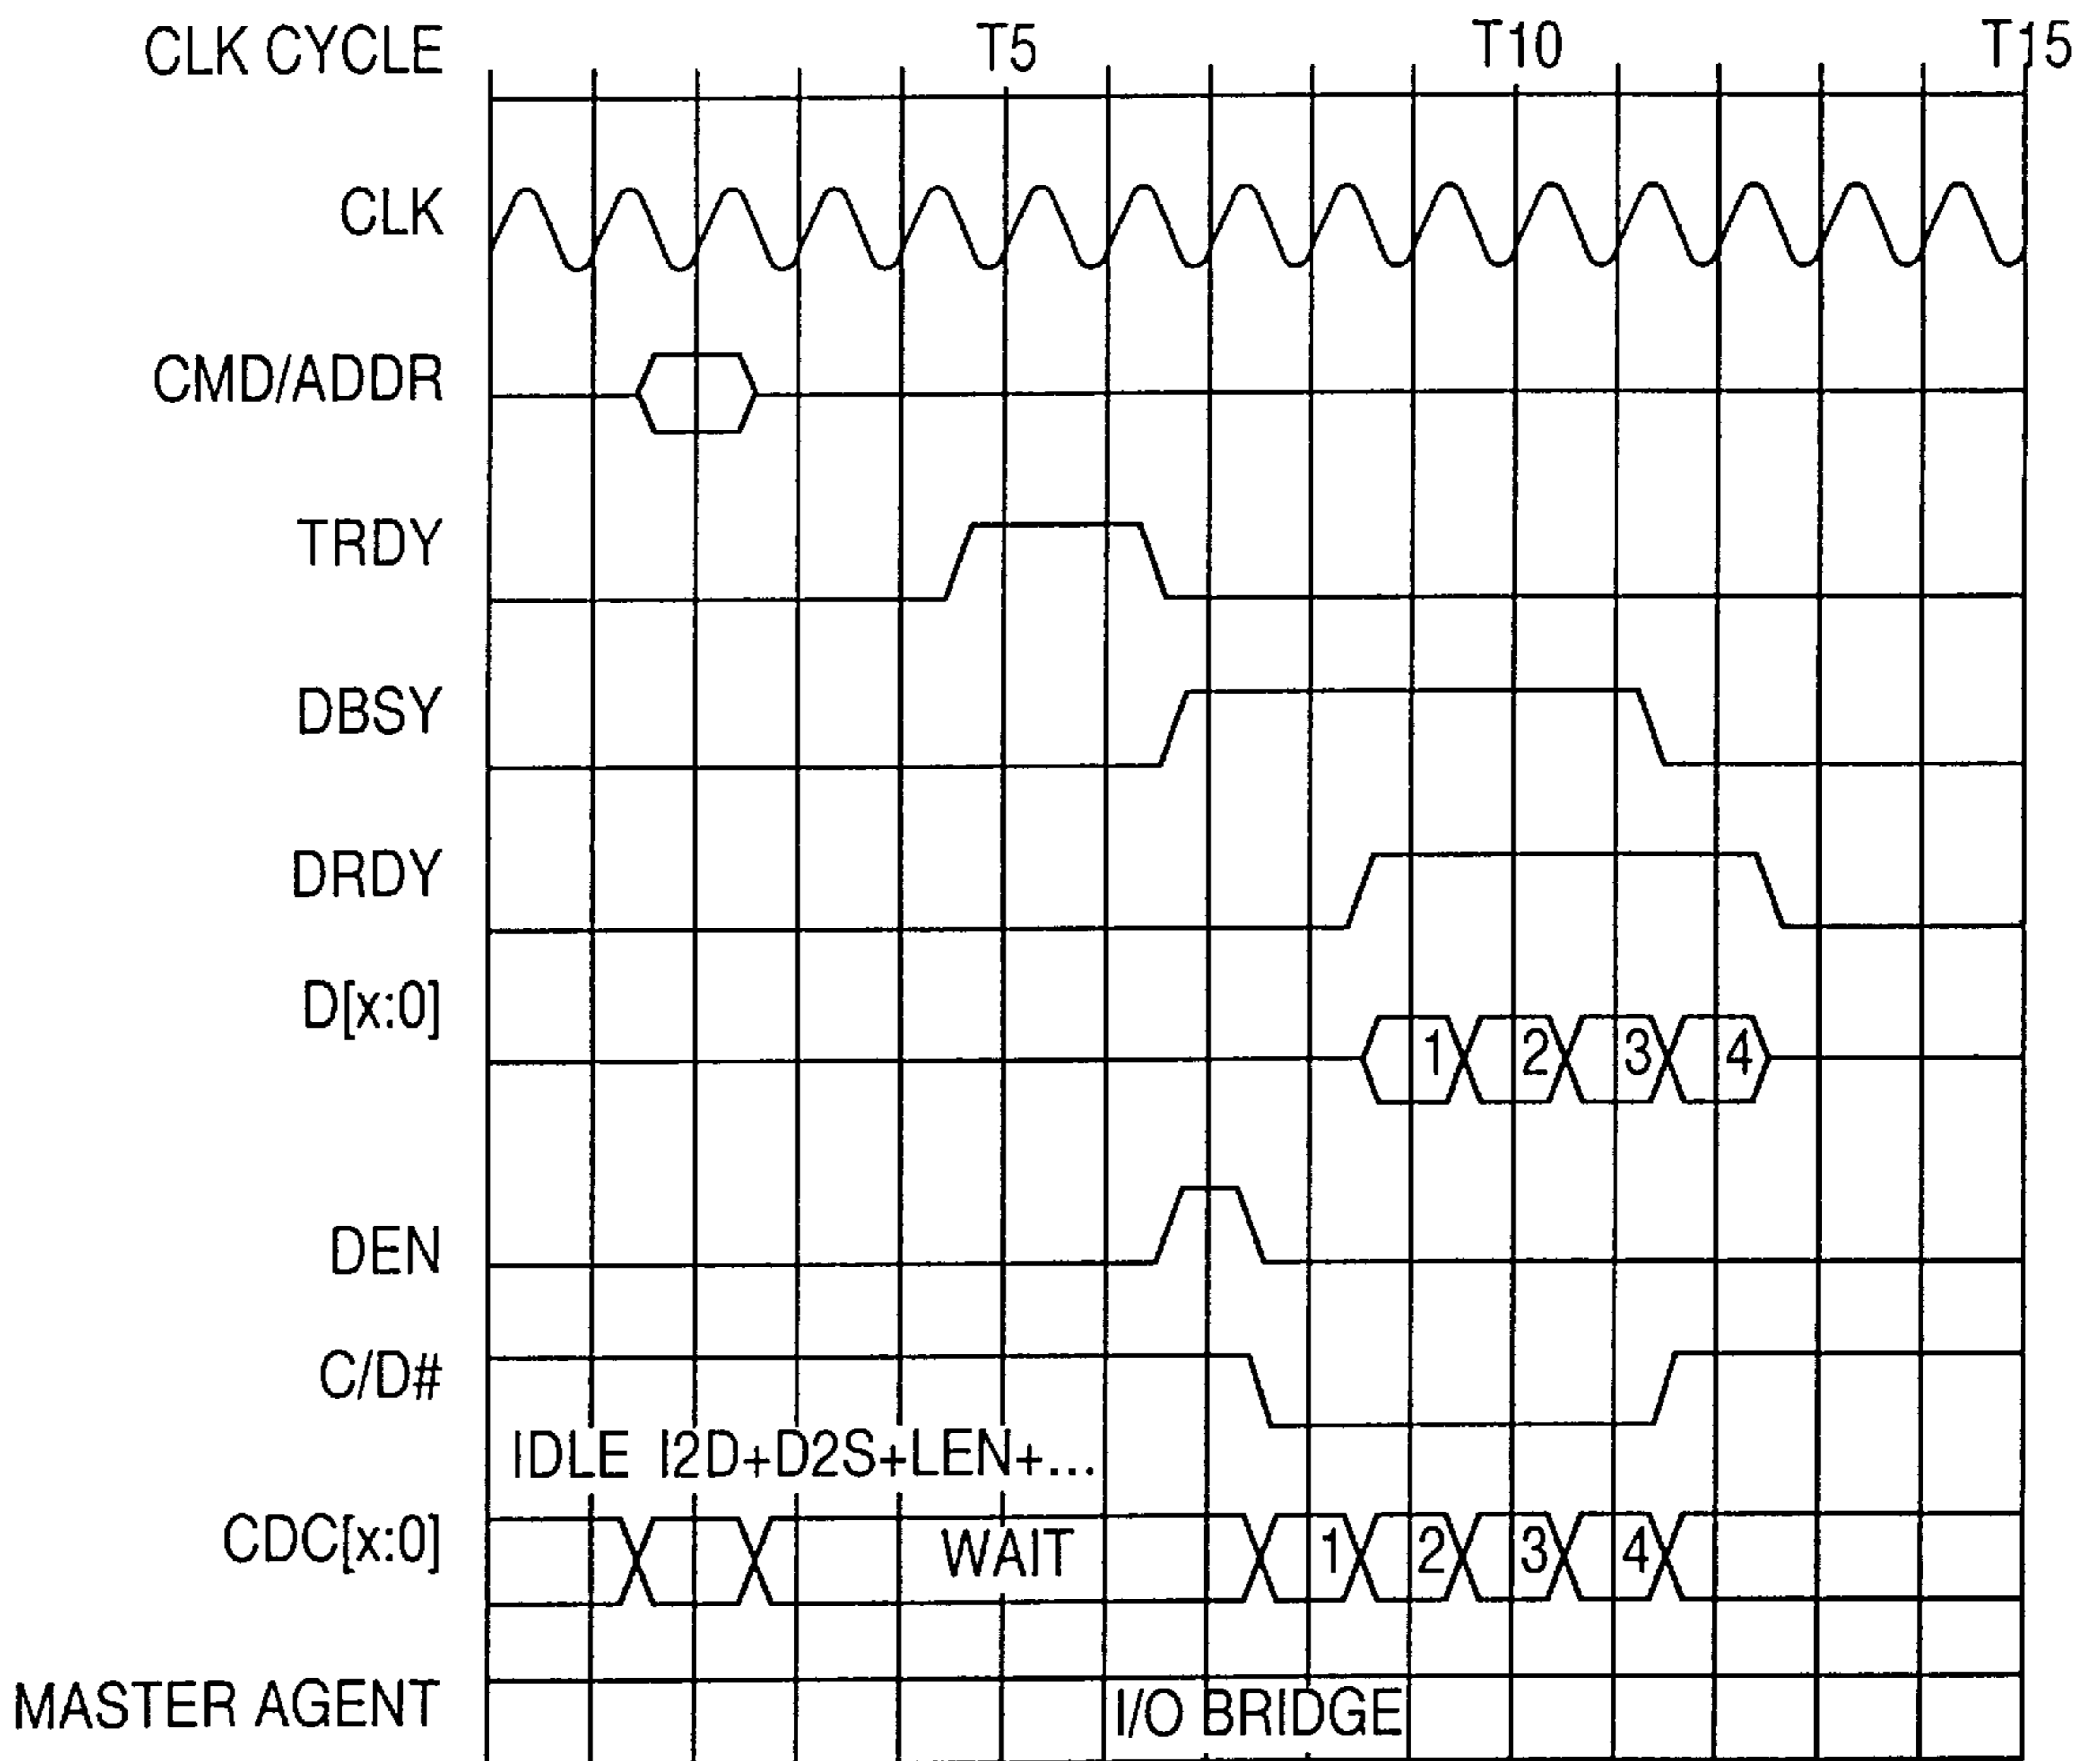 CLK CYCLE T5 T10 T15
CLK
CMD/ADDR
TRDY
DBSY
DRDY
D[x:0]
1 2 3 4
DEN
C/D#
IDLE I2D+D2S+LEN+...
CDC[x:0] WAIT 1 2 3 4
MASTER AGENT I/O BRIDGE